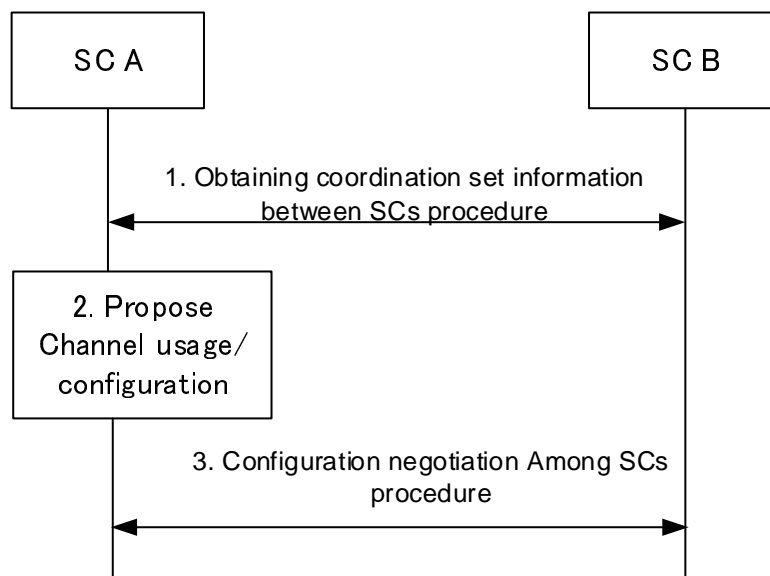 SC A
SC B
1. Obtaining coordination set information
between SCs procedure
2. Propose
Channel usage/
configuration
3. Configuration negotiation Among SCs
procedure